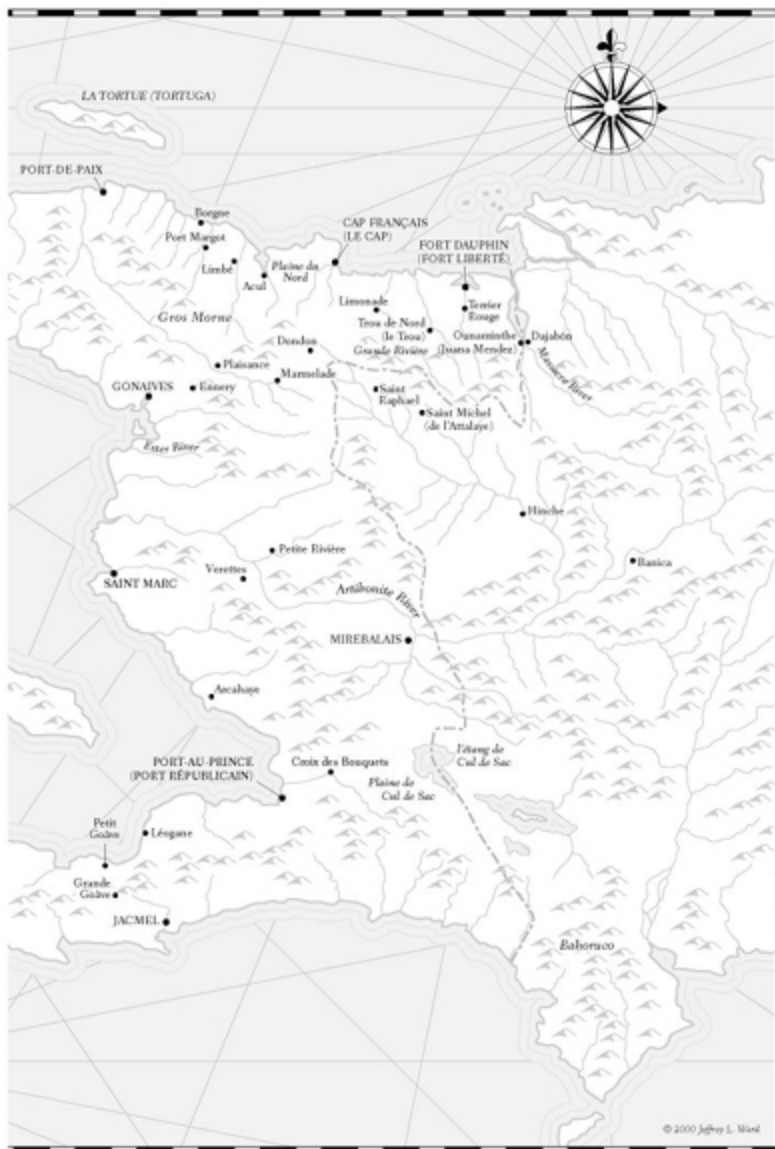 LA TORTUE (TORTUGA)
PORT-DE-PAIX
Borgne
Port Margot
Limbé
Acul
Plaine du
Nord
CAP FRANÇAIS
(LE CAP)
FORT DAUPHIN
(FORT LIBERTÉ)
Limonade
Terrier
Rouge
Trou de Nord
(le Trou)
Ounaminthe
(Juana Mendez)
Dajabón
Gros Morne
Dondon
Grande Rivière
Massacre River
Plaisance
Marmelade
GONAIVES
Ennery
Saint
Raphael
Saint Michel
(de l'Attalaye)
Ester River
Hinche
Petite Rivière
Banica
Verettes
SAINT MARC
Artibonite River
MIREBALAIS
Arcahaye
l'étang de
Cul de Sac
PORT-AU-PRINCE
(PORT RÉPUBLICAIN)
Croix des Bouquets
Plaine de
Cul de Sac
Petit
Goâve
Léogane
Grande
Goâve
JACMEL
Bahoruco
© 2000 Jeffrey L. Ward